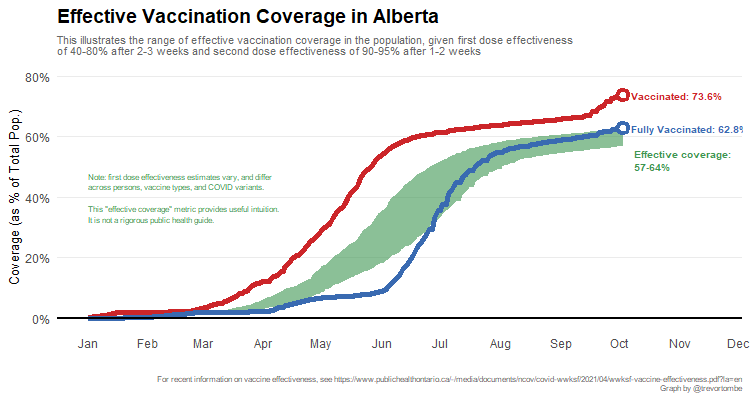 Effective Vaccination Coverage in Alberta
This illustrates the range of effective vaccination coverage in the population, given first dose effectiveness
of 40-80% after 2-3 weeks and second dose effectiveness of 90-95% after 1-2 weeks
Coverage (as % of Total Pop.)
80%
60%
40%
20%
0%
Vaccinated: 73.6%
Fully Vaccinated: 62.8%
Effective coverage:
57-64%
Note: first dose effectiveness estimates vary, and differ
across persons, vaccine types, and COVID variants.
This "effective coverage" metric provides useful intuition.
It is not a rigorous public health guide.
Jan Feb Mar Apr May Jun Jul Aug Sep Oct Nov Dec
For recent information on vaccine effectiveness, see https://www.publichealthontario.ca/-/media/documents/ncov/covid-wwksf/2021/04/wwksf-vaccine-effectiveness.pdf?la=en
Graph by @trevortombe